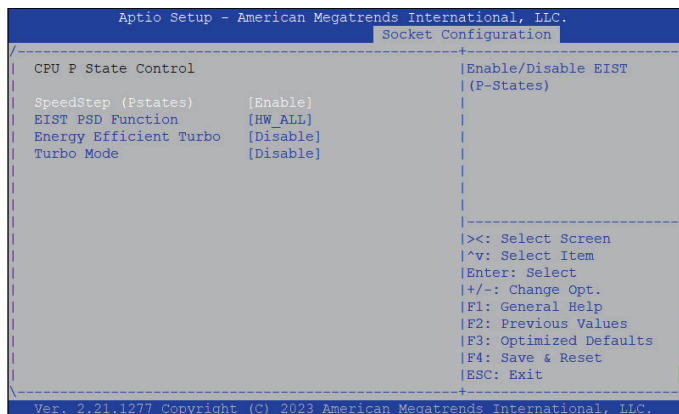 Aptio Setup - American Megatrends International, LLC.
Socket Configuration
/----------------------------------------------------+--------------------------
| CPU P State Control |Enable/Disable EIST
| |(P-States)
| SpeedStep (Pstates) [Enable] |
| EIST PSD Function [HW_ALL] |
| Energy Efficient Turbo [Disable] |
| Turbo Mode [Disable] |
|--------------------------
|><: Select Screen
|^v: Select Item
|Enter: Select
|+/-: Change Opt.
|F1: General Help
|F2: Previous Values
|F3: Optimized Defaults
|F4: Save & Reset
|ESC: Exit
\----------------------------------------------------+--------------------------
Ver. 2.21.1277 Copyright (C) 2023 American Megatrends International, LLC.